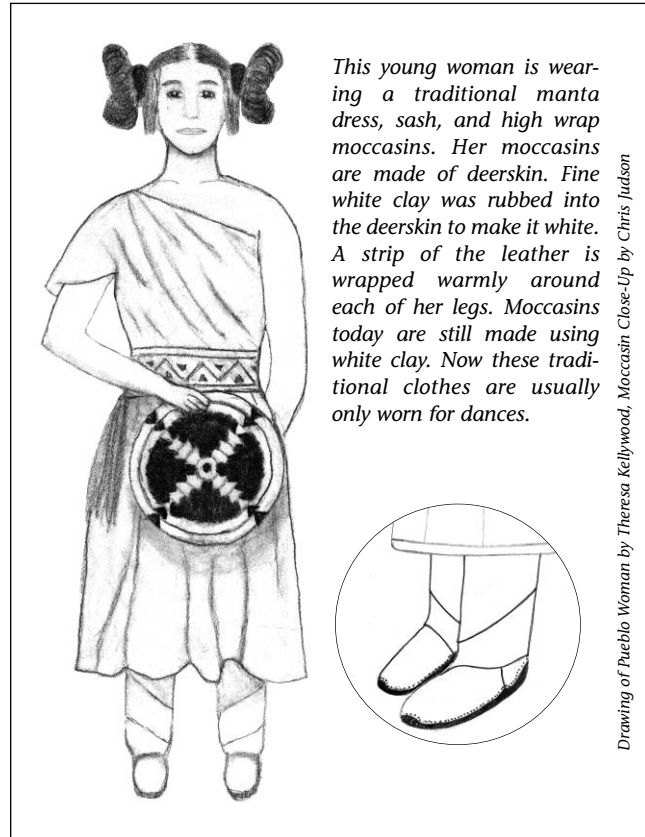 This young woman is wear-
ing a traditional manta
dress, sash, and high wrap
moccasins. Her moccasins
are made of deerskin. Fine
white clay was rubbed into
the deerskin to make it white.
A strip of the leather is
wrapped warmly around
each of her legs. Moccasins
today are still made using
white clay. Now these tradi-
tional clothes are usually
only worn for dances.
Drawing of Pueblo Woman by Theresa Kellywood, Moccasin Close-Up by Chris Judson